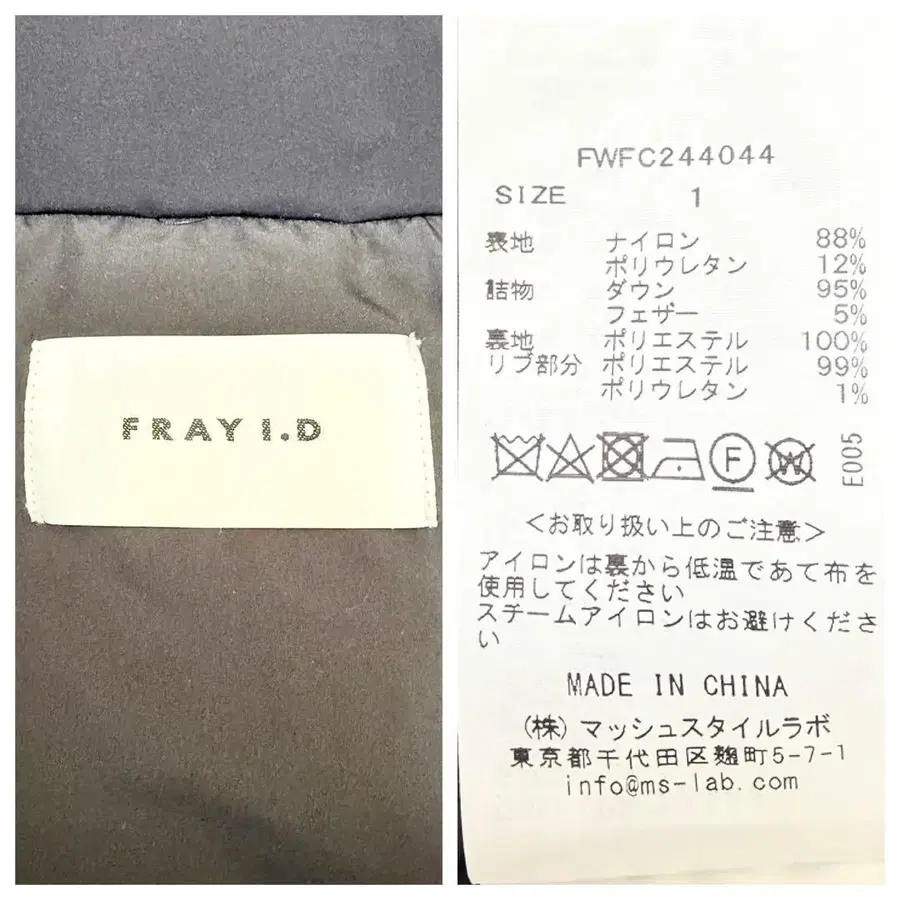 FRAY I.D
FWFC244044
SIZE 1
表地 ナイロン 88%
ポリウレタン 12%
詰物 ダウン 95%
フェザー 5%
裏地 ポリエステル 100%
リブ部分 ポリエステル 99%
ポリウレタン 1%
F W
E005
<お取り扱い上のご注意>
アイロンは裏から低温であて布を
使用してください
スチームアイロンはお避けくださ
い
MADE IN CHINA
(株)マッシュスタイルラボ
東京都千代田区麹町5-7-1
info@ms-lab.com